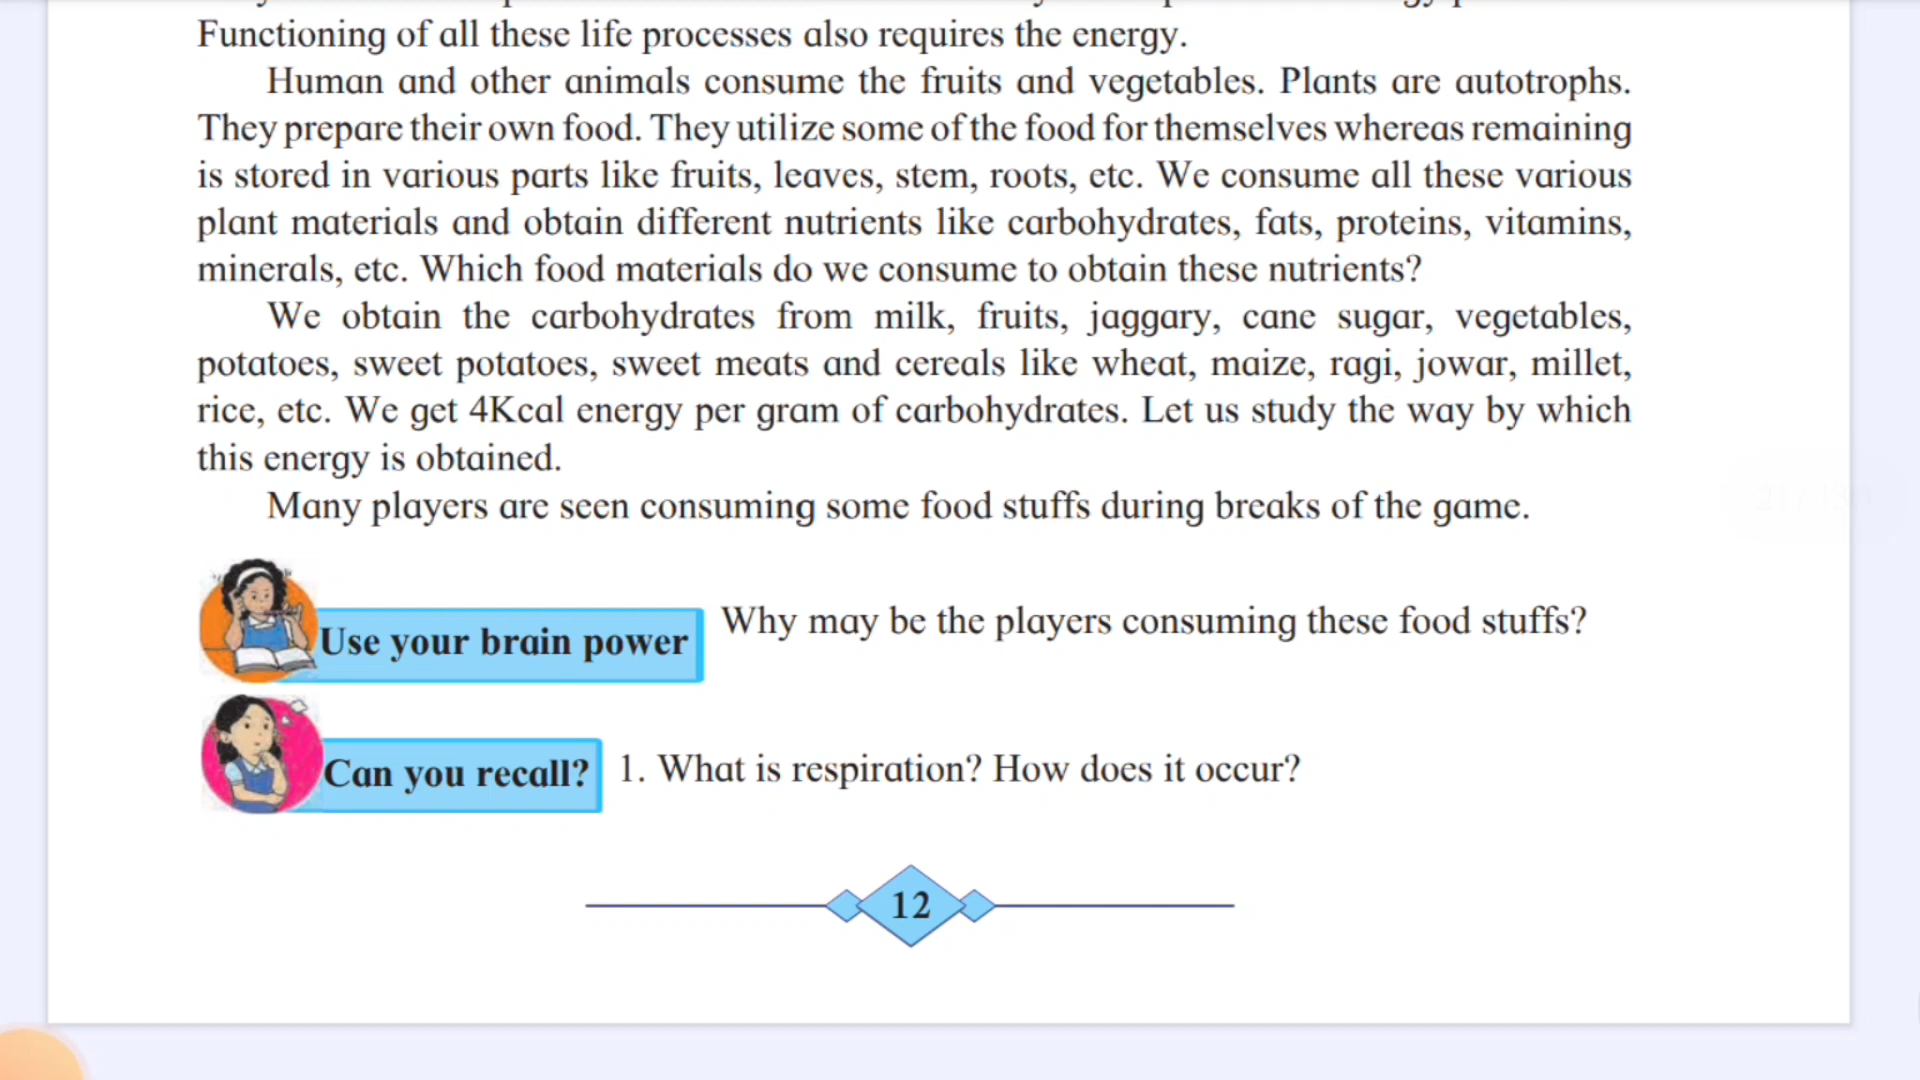 Functioning of all these life processes also requires the energy.
Human and other animals consume the fruits and vegetables. Plants are autotrophs.
They prepare their own food. They utilize some of the food for themselves whereas remaining
is stored in various parts like fruits, leaves, stem, roots, etc. We consume all these various
plant materials and obtain different nutrients like carbohydrates, fats, proteins, vitamins,
minerals, etc. Which food materials do we consume to obtain these nutrients?
We obtain the carbohydrates from milk, fruits, jaggary, cane sugar, vegetables,
potatoes, sweet potatoes, sweet meats and cereals like wheat, maize, ragi, jowar, millet,
rice, etc. We get 4Kcal energy per gram of carbohydrates. Let us study the way by which
this energy is obtained.
Many players are seen consuming some food stuffs during breaks of the game.
Use your brain power
Why may be the players consuming these food stuffs?
Can you recall?
1. What is respiration? How does it occur?
12